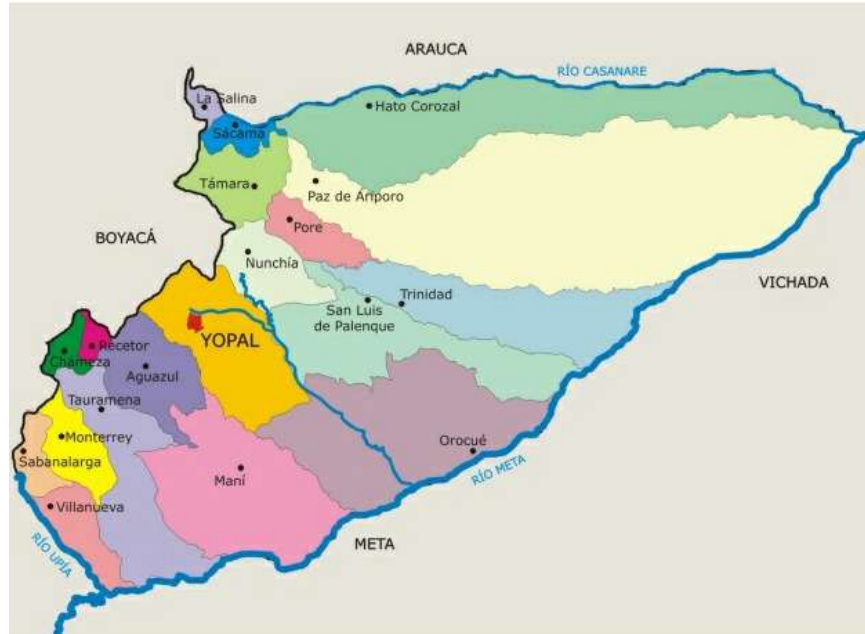 ARAUCA
RÍO CASANARE
La Salina
Hato Corozal
Sácama
Támara
Paz de Ariporo
Pore
BOYACÁ
Nunchía
VICHADA
Trinidad
San Luis
de Palenque
YOPAL
Recetor
Chámeza
Aguazul
Tauramena
Monterrey
Orocué
Sabanalarga
Maní
RÍO META
Villanueva
META
RÍO UPÍA